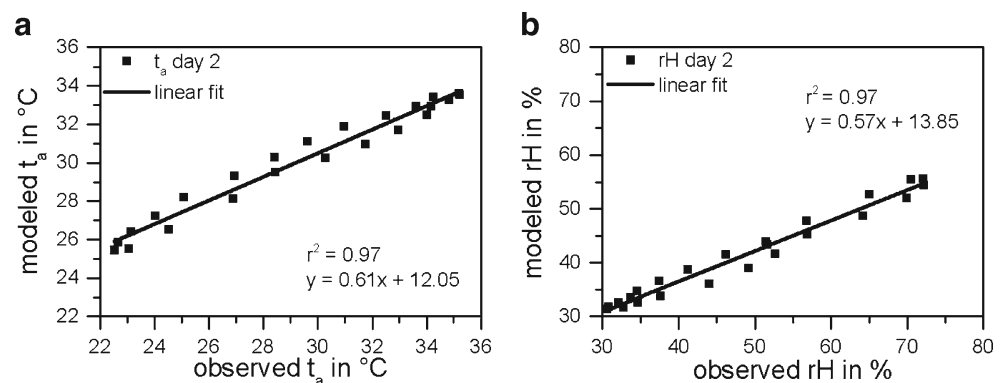 a
36
34
32
30
28
26
24
22
modeled tₐ in °C
tₐ day 2
linear fit
r² = 0.97
y = 0.61x + 12.05
22 24 26 28 30 32 34 36
observed tₐ in °C
b
80
70
60
50
40
30
modeled rH in %
rH day 2
linear fit
r² = 0.97
y = 0.57x + 13.85
30 40 50 60 70 80
observed rH in %